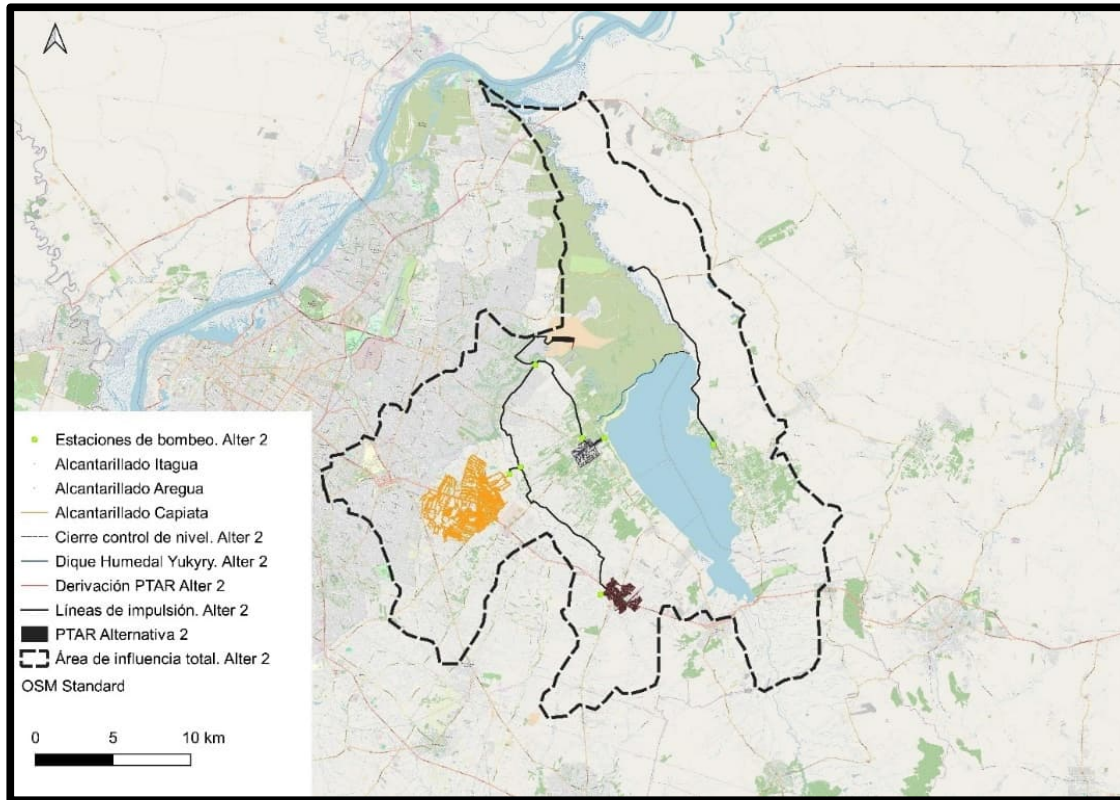 Estaciones de bombeo. Alter 2
Alcantarillado Itagua
Alcantarillado Aregua
Alcantarillado Capiata
Cierre control de nivel. Alter 2
Dique Humedal Yukyry. Alter 2
Derivación PTAR Alter 2
Líneas de impulsión. Alter 2
PTAR Alternativa 2
Área de influencia total. Alter 2
OSM Standard
0 5 10 km